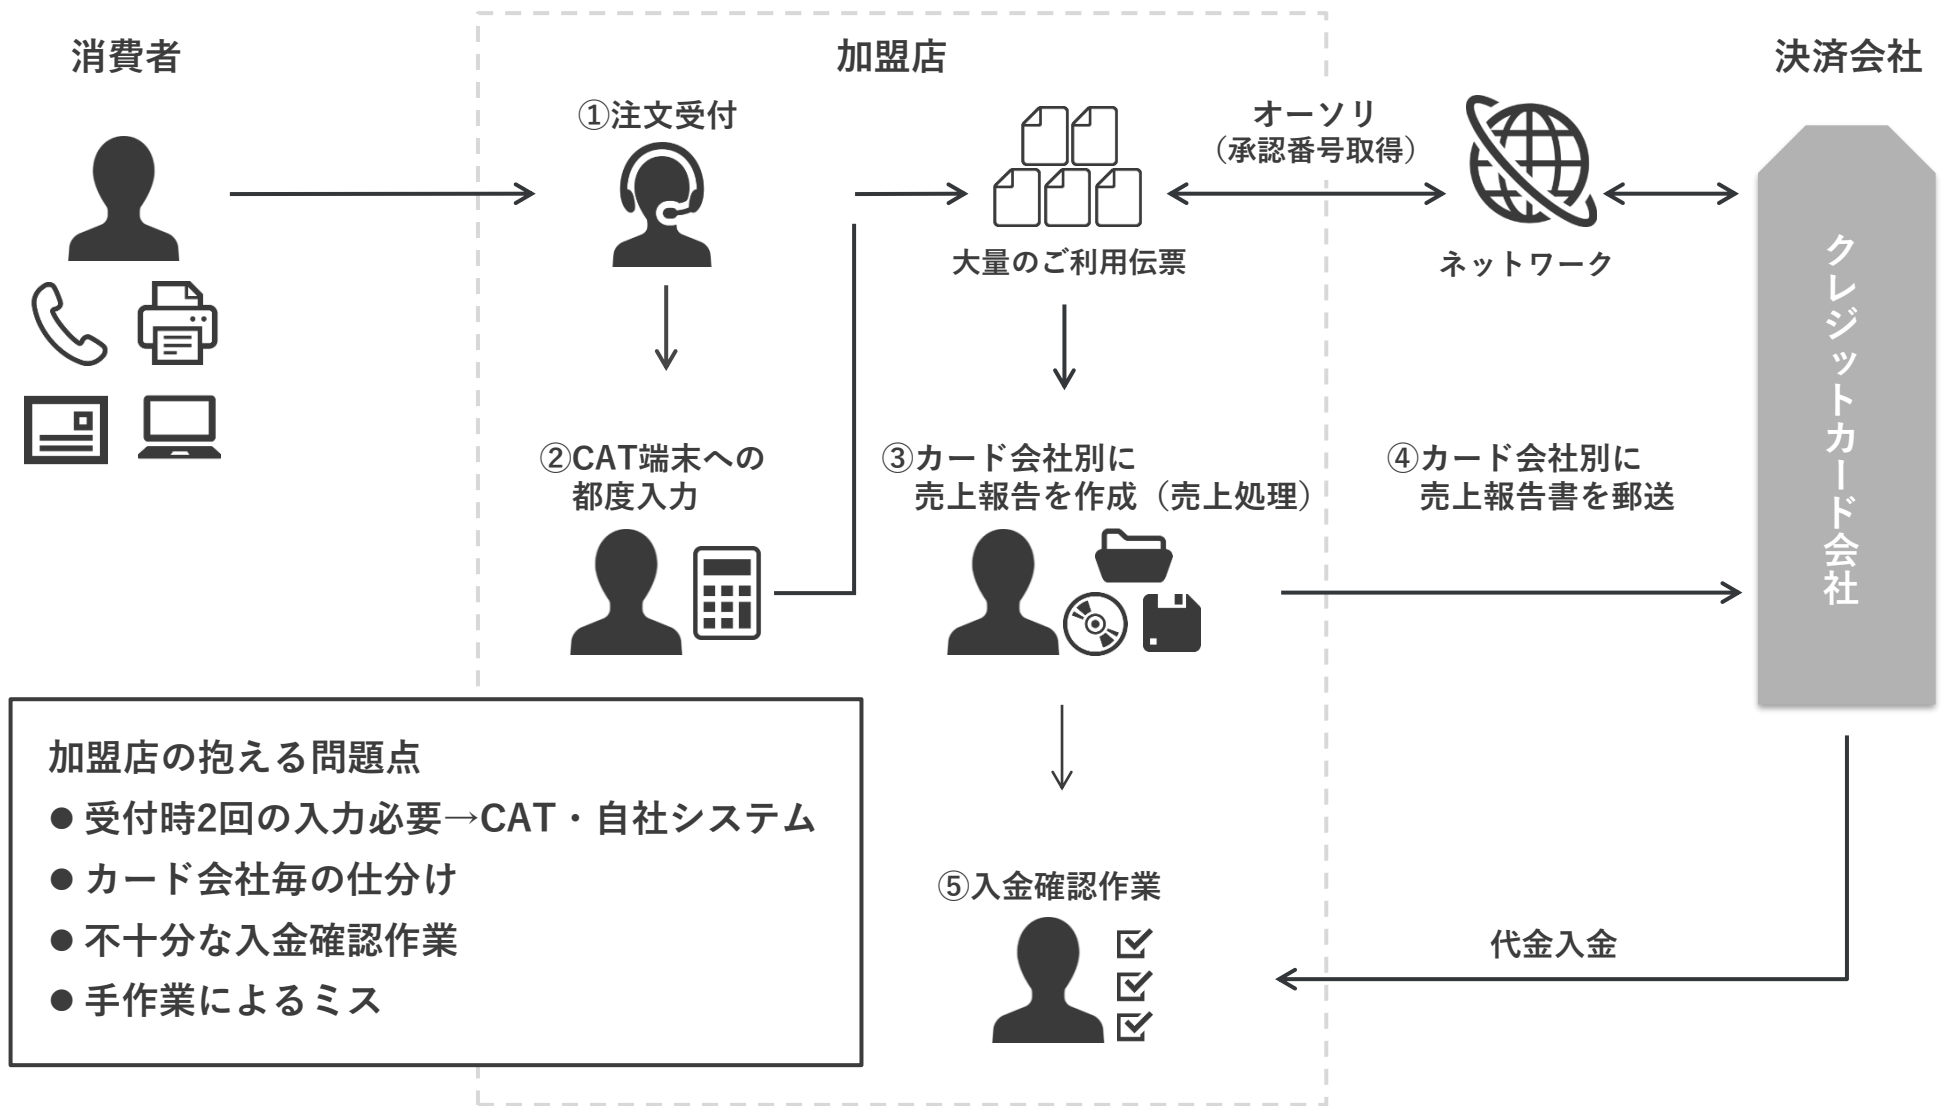 消費者
加盟店
決済会社
①注文受付
オーソリ
（承認番号取得）
大量のご利用伝票
ネットワーク
クレジットカード会社
②CAT端末への
都度入力
③カード会社別に
売上報告を作成（売上処理）
④カード会社別に
売上報告書を郵送
加盟店の抱える問題点
● 受付時2回の入力必要→CAT・自社システム
● カード会社毎の仕分け
● 不十分な入金確認作業
● 手作業によるミス
⑤入金確認作業
代金入金